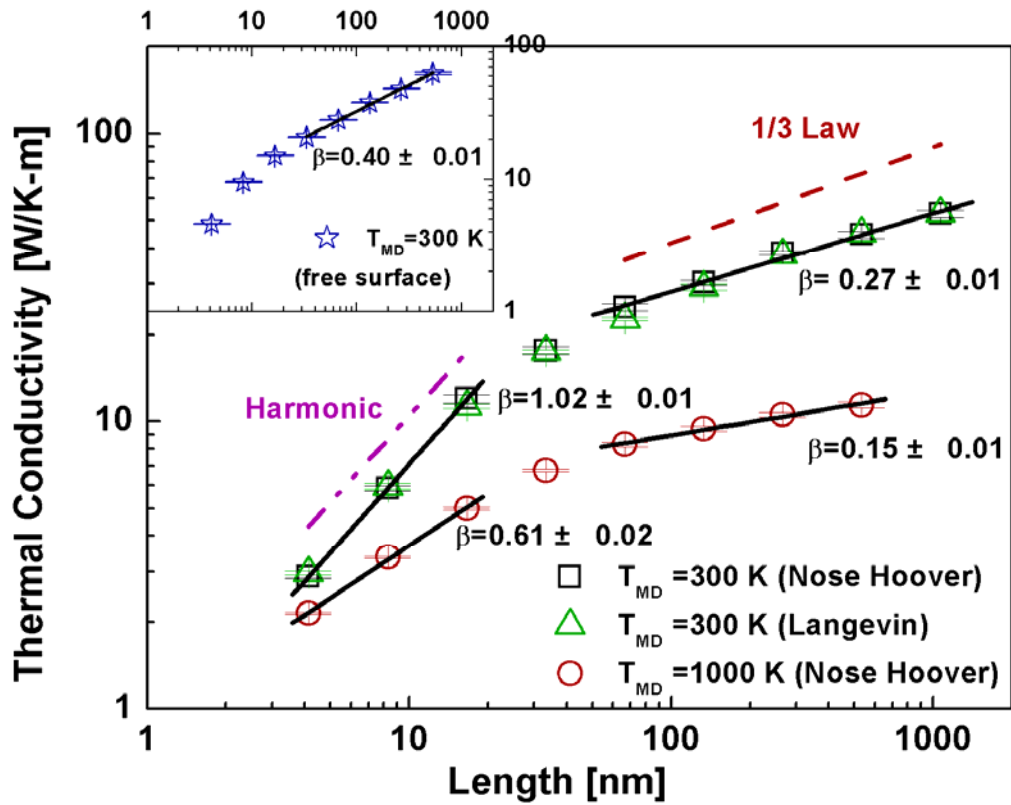 1 10 100 1000
100
10
1
β=0.40 ± 0.01
T_MD=300 K
(free surface)
1/3 Law
β= 0.27 ± 0.01
Harmonic
β=1.02 ± 0.01
β=0.15 ± 0.01
β=0.61 ± 0.02
T_MD =300 K (Nose Hoover)
T_MD =300 K (Langevin)
T_MD =1000 K (Nose Hoover)
100
10
1
1 10 100 1000
Thermal Conductivity [W/K-m]
Length [nm]